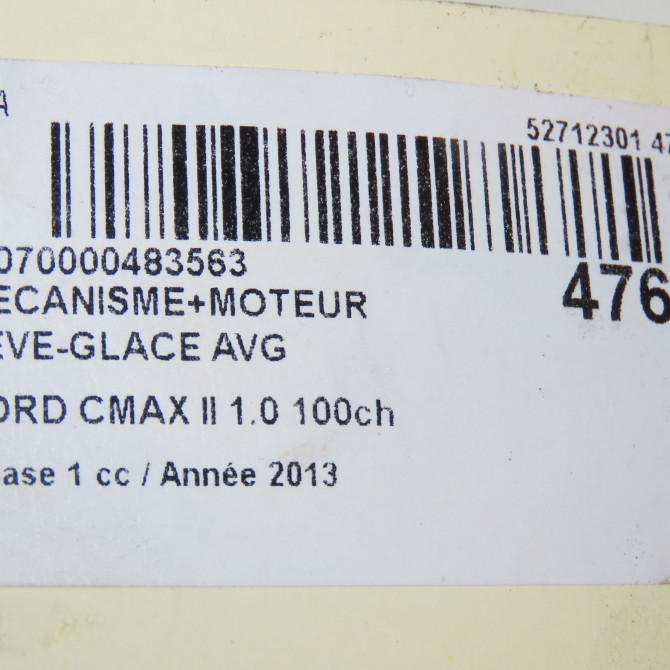 A
52712301 47
070000483563
476
ECANISME+MOTEUR
EVE-GLACE AVG
ORD CMAX II 1.0 100ch
ase 1 cc / Année 2013